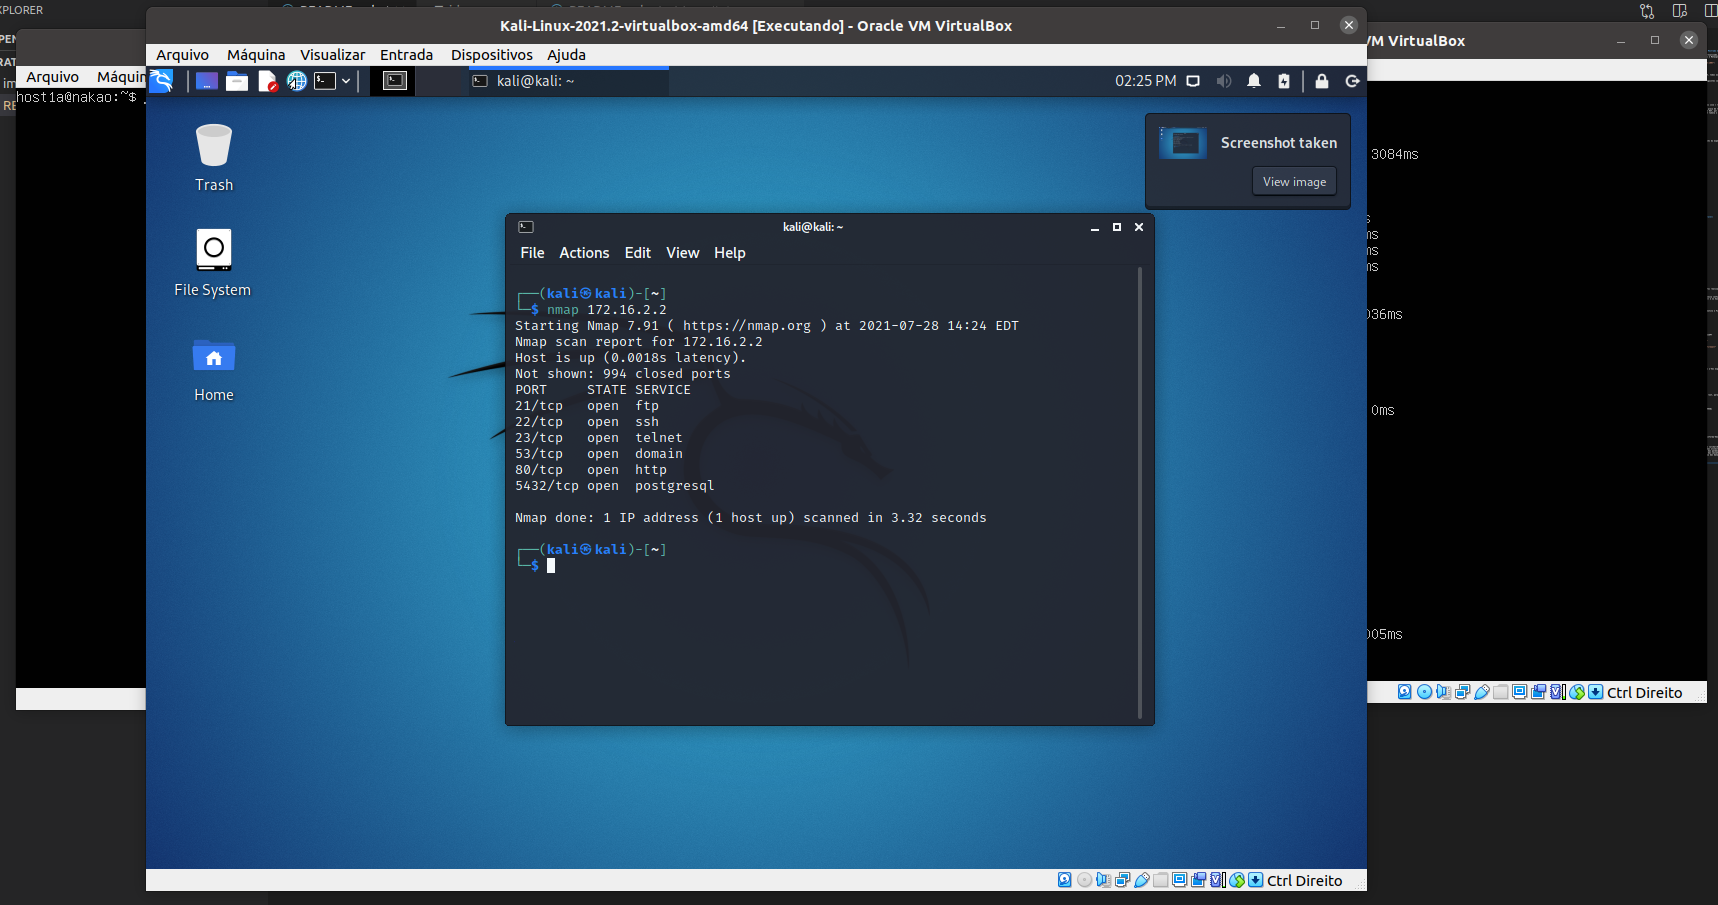 XPLORER
Kali-Linux-2021.2-virtualbox-amd64 [Executando] - Oracle VM VirtualBox
VM VirtualBox
Arquivo Máquina Visualizar Entrada Dispositivos Ajuda
Arquivo Máquin
host1a@nakao:~$
kali@kali: ~
02:25 PM
Screenshot taken
View image
Trash
File System
Home
kali@kali: ~
File Actions Edit View Help
(kali㉿kali)-[~]
$ nmap 172.16.2.2
Starting Nmap 7.91 ( https://nmap.org ) at 2021-07-28 14:24 EDT
Nmap scan report for 172.16.2.2
Host is up (0.0018s latency).
Not shown: 994 closed ports
PORT STATE SERVICE
21/tcp open ftp
22/tcp open ssh
23/tcp open telnet
53/tcp open domain
80/tcp open http
5432/tcp open postgresql
Nmap done: 1 IP address (1 host up) scanned in 3.32 seconds
(kali㉿kali)-[~]
$
3084ms
ms
ms
ms
036ms
0ms
005ms
Ctrl Direito
Ctrl Direito